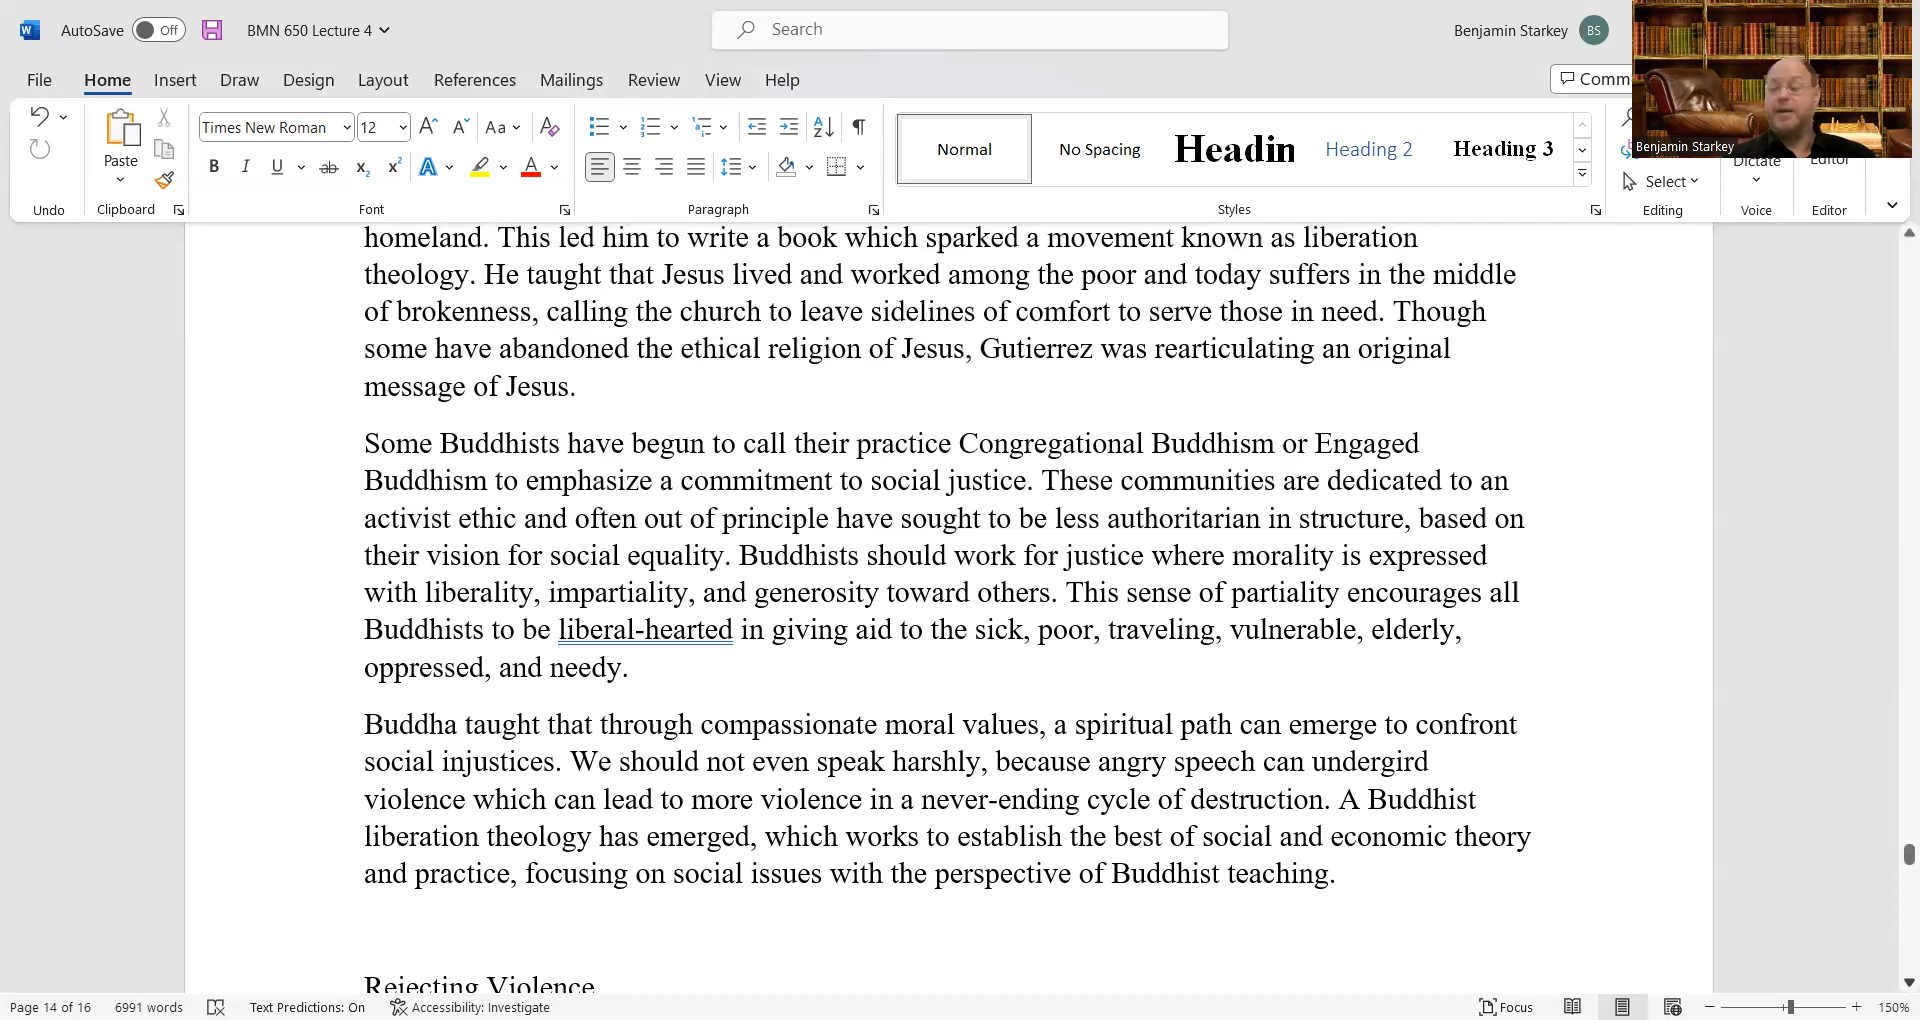 AutoSave Off BMN 650 Lecture 4 Search Benjamin Starkey BS
File Home Insert Draw Design Layout References Mailings Review View Help Comm
Paste Times New Roman 12 Aa Normal No Spacing Headin Heading 2 Heading 3 Select Dictate Editor
Undo Clipboard Font Paragraph Styles Editing Voice Editor
Benjamin Starkey
homeland. This led him to write a book which sparked a movement known as liberation
theology. He taught that Jesus lived and worked among the poor and today suffers in the middle
of brokenness, calling the church to leave sidelines of comfort to serve those in need. Though
some have abandoned the ethical religion of Jesus, Gutierrez was rearticulating an original
message of Jesus.
Some Buddhists have begun to call their practice Congregational Buddhism or Engaged
Buddhism to emphasize a commitment to social justice. These communities are dedicated to an
activist ethic and often out of principle have sought to be less authoritarian in structure, based on
their vision for social equality. Buddhists should work for justice where morality is expressed
with liberality, impartiality, and generosity toward others. This sense of partiality encourages all
Buddhists to be liberal-hearted in giving aid to the sick, poor, traveling, vulnerable, elderly,
oppressed, and needy.
Buddha taught that through compassionate moral values, a spiritual path can emerge to confront
social injustices. We should not even speak harshly, because angry speech can undergird
violence which can lead to more violence in a never-ending cycle of destruction. A Buddhist
liberation theology has emerged, which works to establish the best of social and economic theory
and practice, focusing on social issues with the perspective of Buddhist teaching.
Rejecting Violence
Page 14 of 16 6991 words Text Predictions: On Accessibility: Investigate Focus 150%